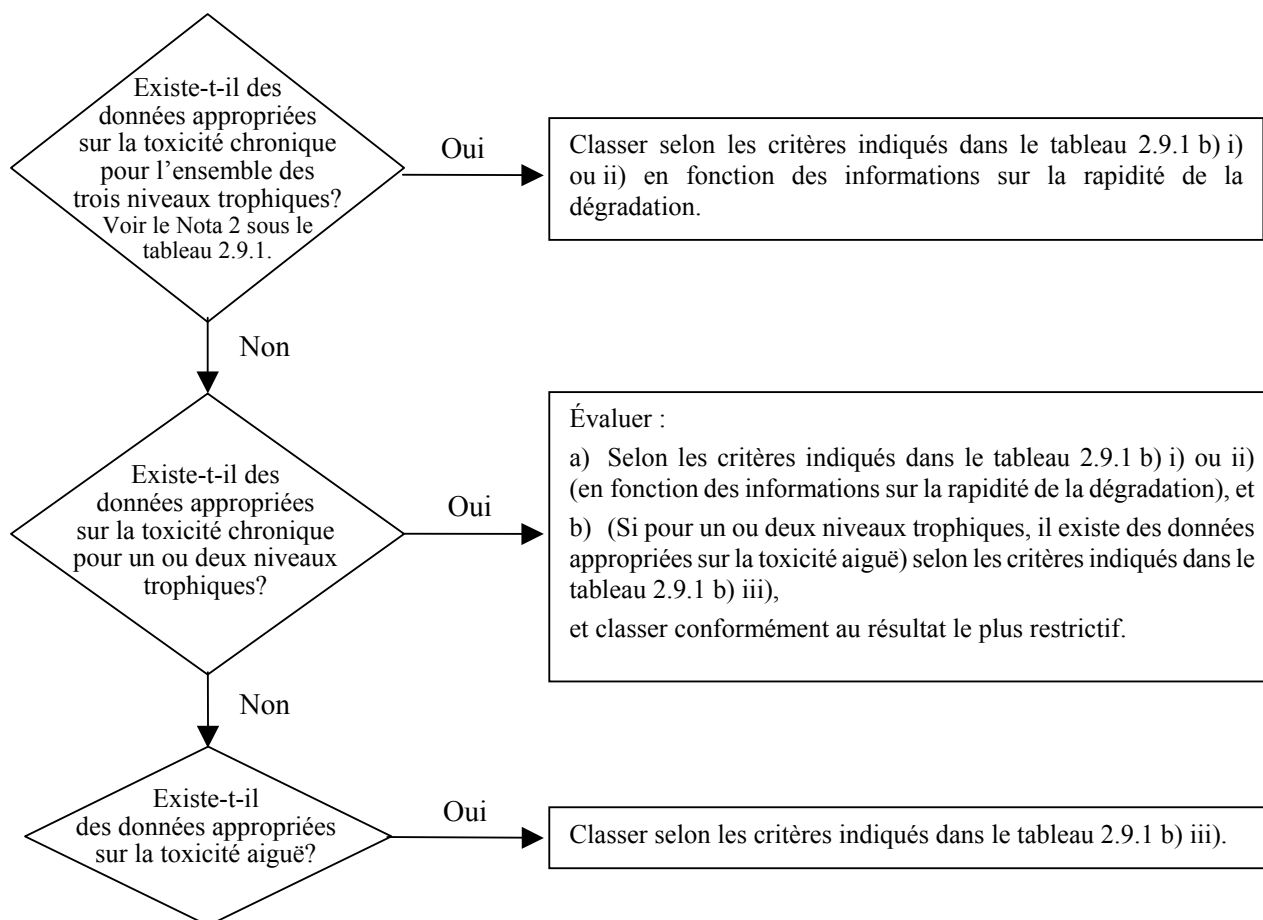 Existe-t-il des
données appropriées
sur la toxicité chronique
pour l'ensemble des
trois niveaux trophiques?
Voir le Nota 2 sous le
tableau 2.9.1.
Oui
Classer selon les critères indiqués dans le tableau 2.9.1 b) i)
ou ii) en fonction des informations sur la rapidité de la
dégradation.
Non
Existe-t-il des
données appropriées
sur la toxicité chronique
pour un ou deux niveaux
trophiques?
Oui
Évaluer :
a) Selon les critères indiqués dans le tableau 2.9.1 b) i) ou ii)
(en fonction des informations sur la rapidité de la dégradation), et
b) (Si pour un ou deux niveaux trophiques, il existe des données
appropriées sur la toxicité aiguë) selon les critères indiqués dans le
tableau 2.9.1 b) iii),
et classer conformément au résultat le plus restrictif.
Non
Existe-t-il
des données appropriées
sur la toxicité aiguë?
Oui
Classer selon les critères indiqués dans le tableau 2.9.1 b) iii).